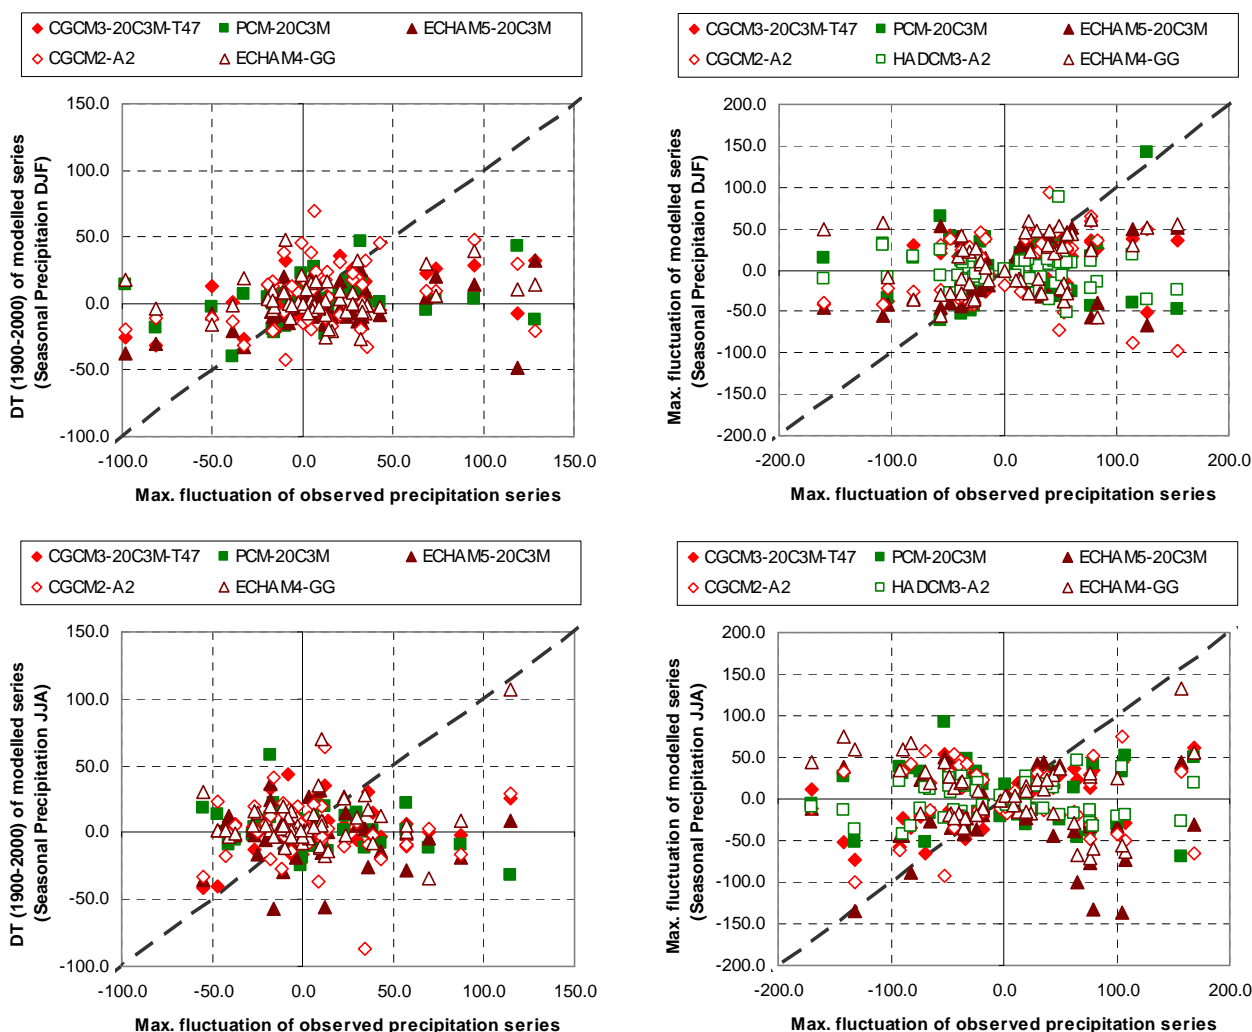 CGCM3-20C3M-T47 PCM-20C3M ECHAM5-20C3M
CGCM2-A2 ECHAM4-GG
150.0
100.0
50.0
0.0
-50.0
-100.0
-100.0 -50.0 0.0 50.0 100.0 150.0
DT (1900-2000) of modelled series
(Seasonal Precipitaion DJF)
Max. fluctuation of observed precipitation series
CGCM3-20C3M-T47 PCM-20C3M ECHAM5-20C3M
CGCM2-A2 HADCM3-A2 ECHAM4-GG
200.0
150.0
100.0
50.0
0.0
-50.0
-100.0
-150.0
-200.0
-200.0 -100.0 0.0 100.0 200.0
Max. fluctuation of modelled series
(Seasonal Precipitation DJF)
Max. fluctuation of observed precipitation series
CGCM3-20C3M-T47 PCM-20C3M ECHAM5-20C3M
CGCM2-A2 ECHAM4-GG
150.0
100.0
50.0
0.0
-50.0
-100.0
-100.0 -50.0 0.0 50.0 100.0 150.0
DT (1900-2000) of modelled series
(Seasonal Precipitation JJA)
Max. fluctuation of observed precipitation series
CGCM3-20C3M-T47 PCM-20C3M ECHAM5-20C3M
CGCM2-A2 HADCM3-A2 ECHAM4-GG
200.0
150.0
100.0
50.0
0.0
-50.0
-100.0
-150.0
-200.0
-200.0 -100.0 0.0 100.0 200.0
Max. fluctuation of modelled series
(Seasonal Precipitation JJA)
Max. fluctuation of observed precipitation series